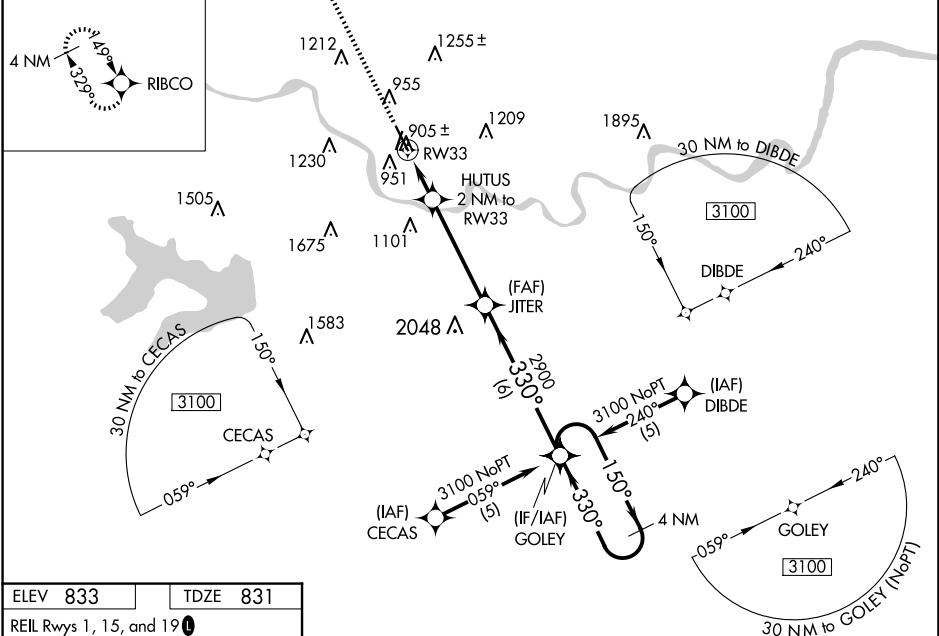 4 NM
149°
329°
RIBCO
1212
1255 ±
955
905 ±
RW33
1209
1895
1230
951
HUTUS
2 NM to
RW33
1505
1675
1101
30 NM to DIBDE
3100
150°
240°
DIBDE
(FAF)
JITER
2048
1583
30 NM to CECAS
150°
3100
CECAS
059°
2900
330°
(6)
3100 NoPT
240°
(5)
(IAF)
DIBDE
3100 NoPT
059°
(5)
(IAF)
CECAS
(IF/IAF)
GOLEY
330°
150°
4 NM
240°
059°
GOLEY
3100
30 NM to GOLEY (NoPT)
ELEV 833
TDZE 831
REIL Rwys 1, 15, and 19 L